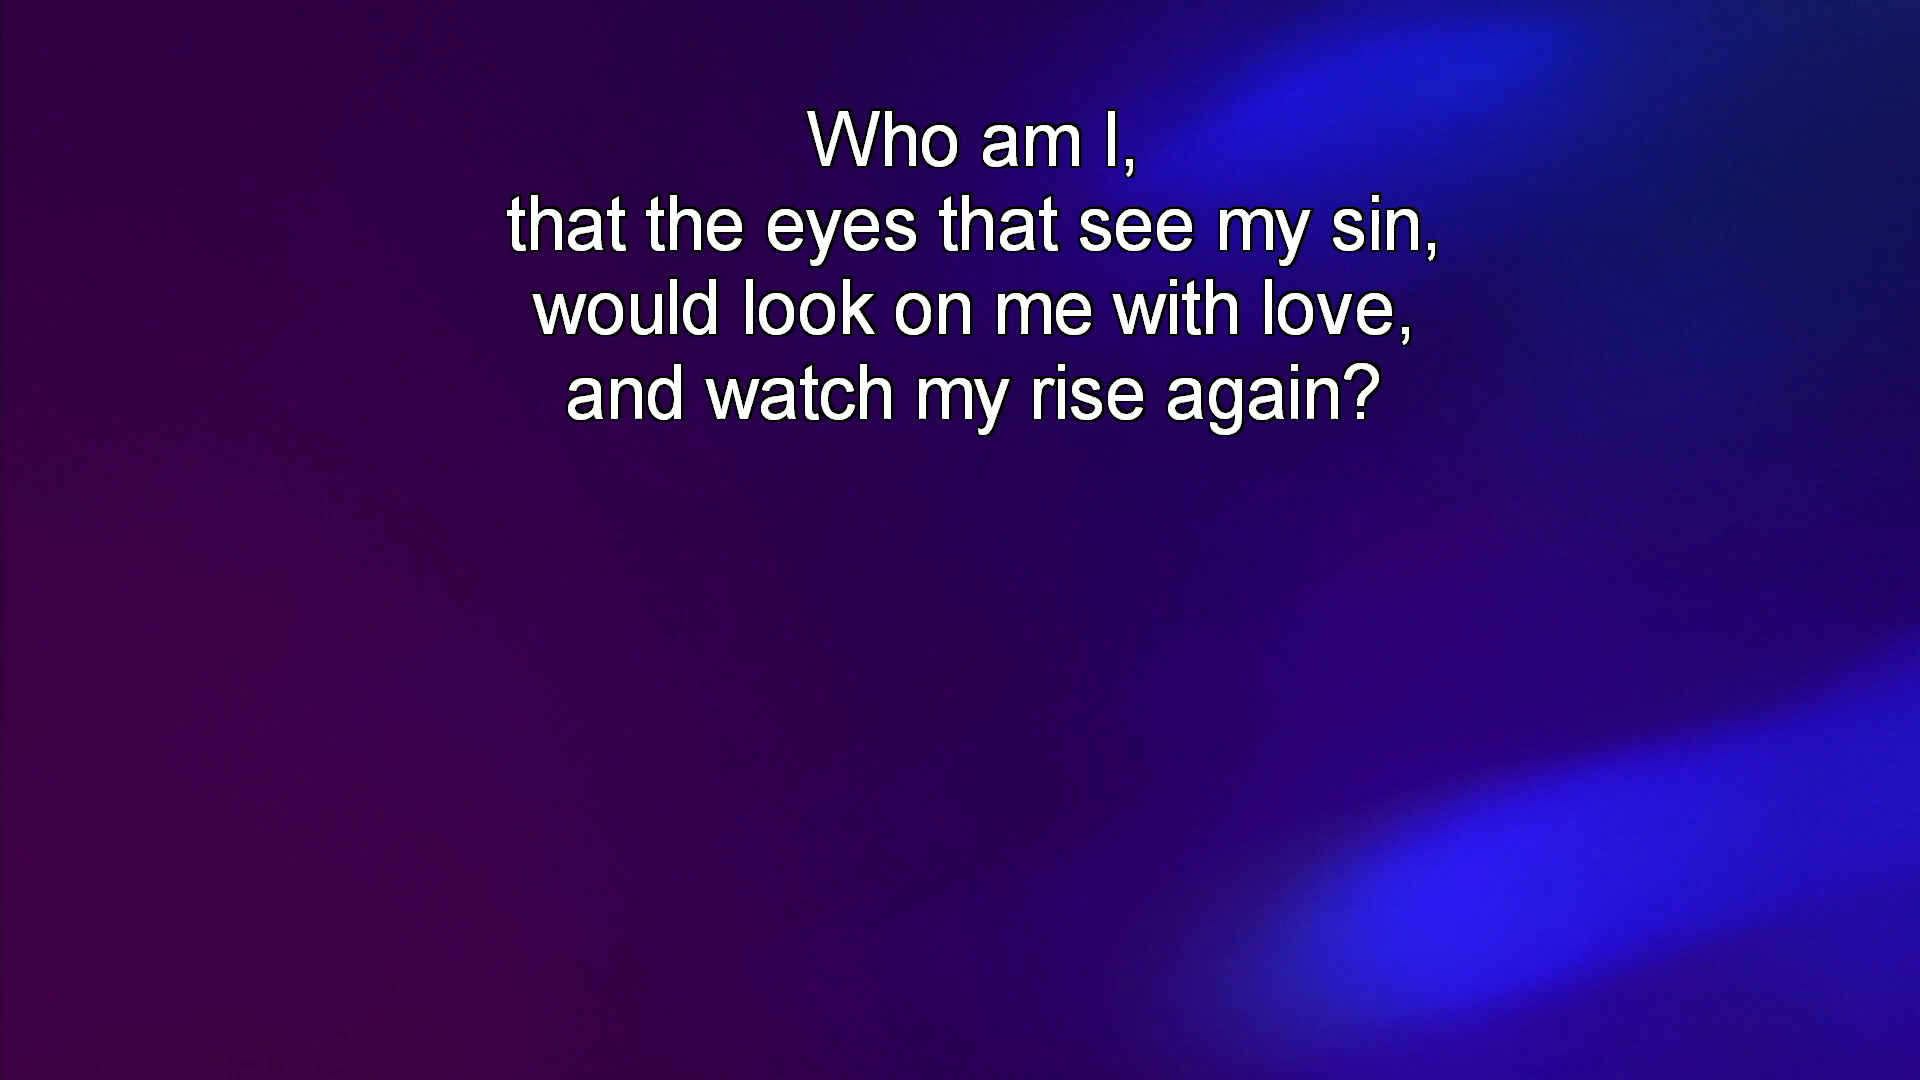 Who am I,
that the eyes that see my sin,
would look on me with love,
and watch my rise again?